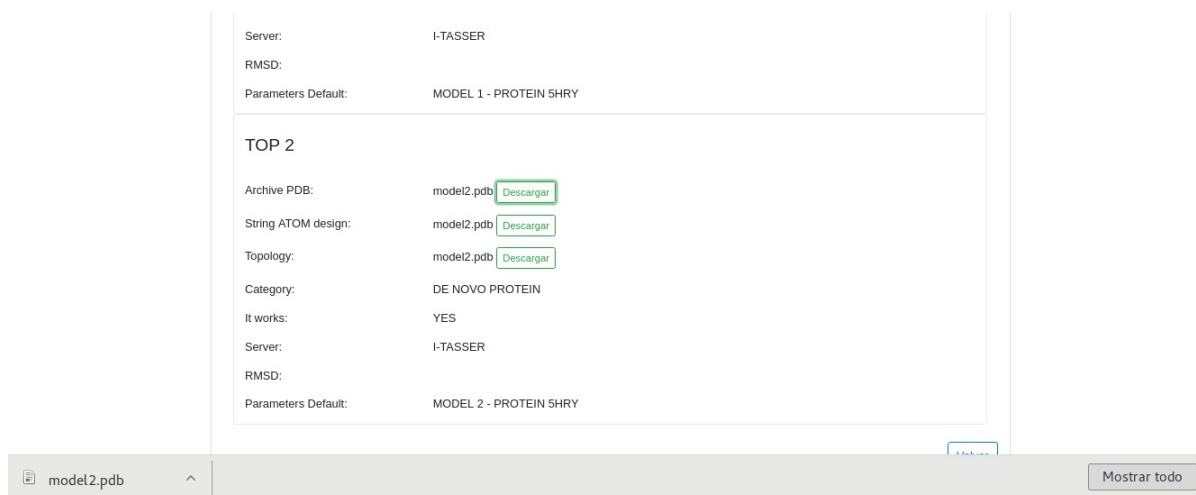 Server: I-TASSER
RMSD:
Parameters Default: MODEL 1 - PROTEIN 5HRY
TOP 2
Archive PDB: model2.pdb Descargar
String ATOM design: model2.pdb Descargar
Topology: model2.pdb Descargar
Category: DE NOVO PROTEIN
It works: YES
Server: I-TASSER
RMSD:
Parameters Default: MODEL 2 - PROTEIN 5HRY
model2.pdb Mostrar todo